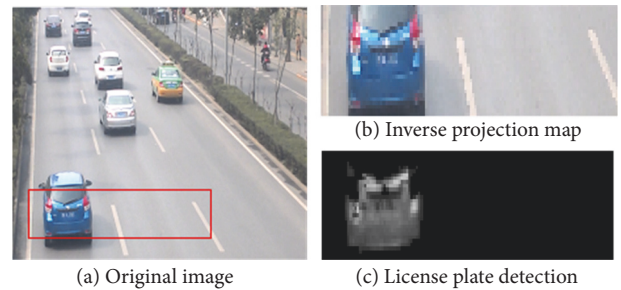 (b) Inverse projection map
(a) Original image
(c) License plate detection